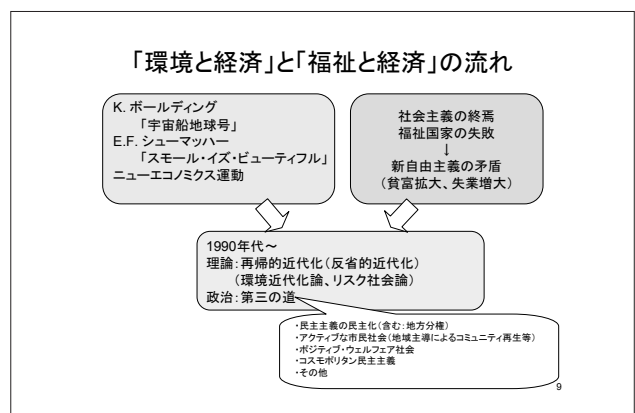 「環境と経済」と「福祉と経済」の流れ
K. ボールディング
「宇宙船地球号」
E.F. シューマッハー
「スモール・イズ・ビューティフル」
ニューエコノミクス運動
社会主義の終焉
福祉国家の失敗
↓
新自由主義の矛盾
(貧富拡大、失業増大)
1990年代～
理論:再帰的近代化(反省的近代化)
(環境近代化論、リスク社会論)
政治:第三の道
・民主主義の民主化(含む:地方分権)
・アクティブな市民社会(地域主導によるコミュニティ再生等)
・ポジティブ・ウェルフェア社会
・コスモポリタン民主主義
・その他
9